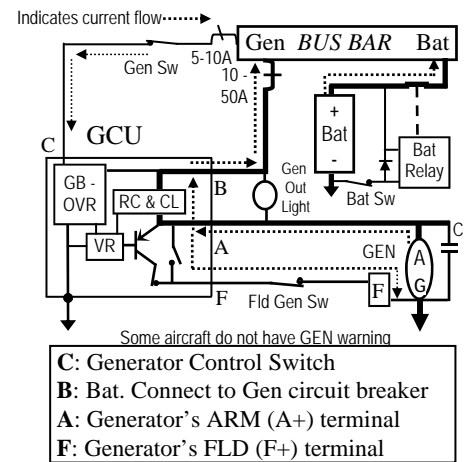 Indicates current flow
Gen BUS BAR Bat
5-10A
Gen Sw
10 -
50A
+
Bat
-
Bat
Relay
C
GCU
Gen
Out
Light
Bat Sw
GB -
OVR
RC & CL
B
C
VR
A
GEN
A
G
F
F
Fld Gen Sw
Some aircraft do not have GEN warning
C: Generator Control Switch
B: Bat. Connect to Gen circuit breaker
A: Generator's ARM (A+) terminal
F: Generator's FLD (F+) terminal